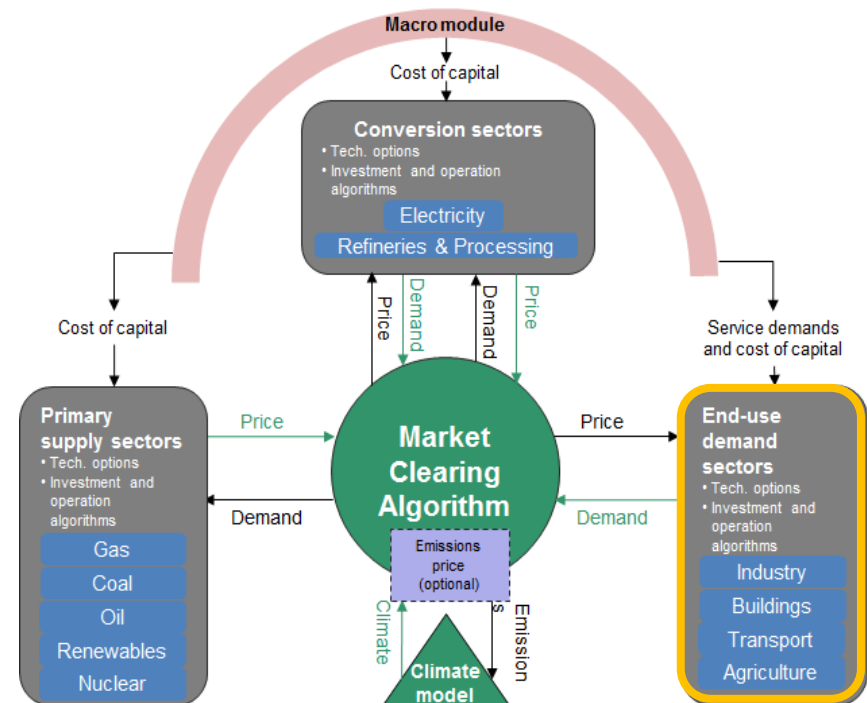 Macro module
Cost of capital
Conversion sectors
• Tech. options
• Investment and operation
algorithms
Electricity
Refineries & Processing
Price
Demand
Demand
Price
Cost of capital
Service demands
and cost of capital
Primary
supply sectors
• Tech. options
• Investment and
operation
algorithms
Gas
Coal
Oil
Renewables
Nuclear
Price
Demand
Market
Clearing
Algorithm
Emissions
price
(optional)
Price
Demand
End-use
demand
sectors
• Tech. options
• Investment and
operation
algorithms
Industry
Buildings
Transport
Agriculture
Climate
Emission
s
Climate
model